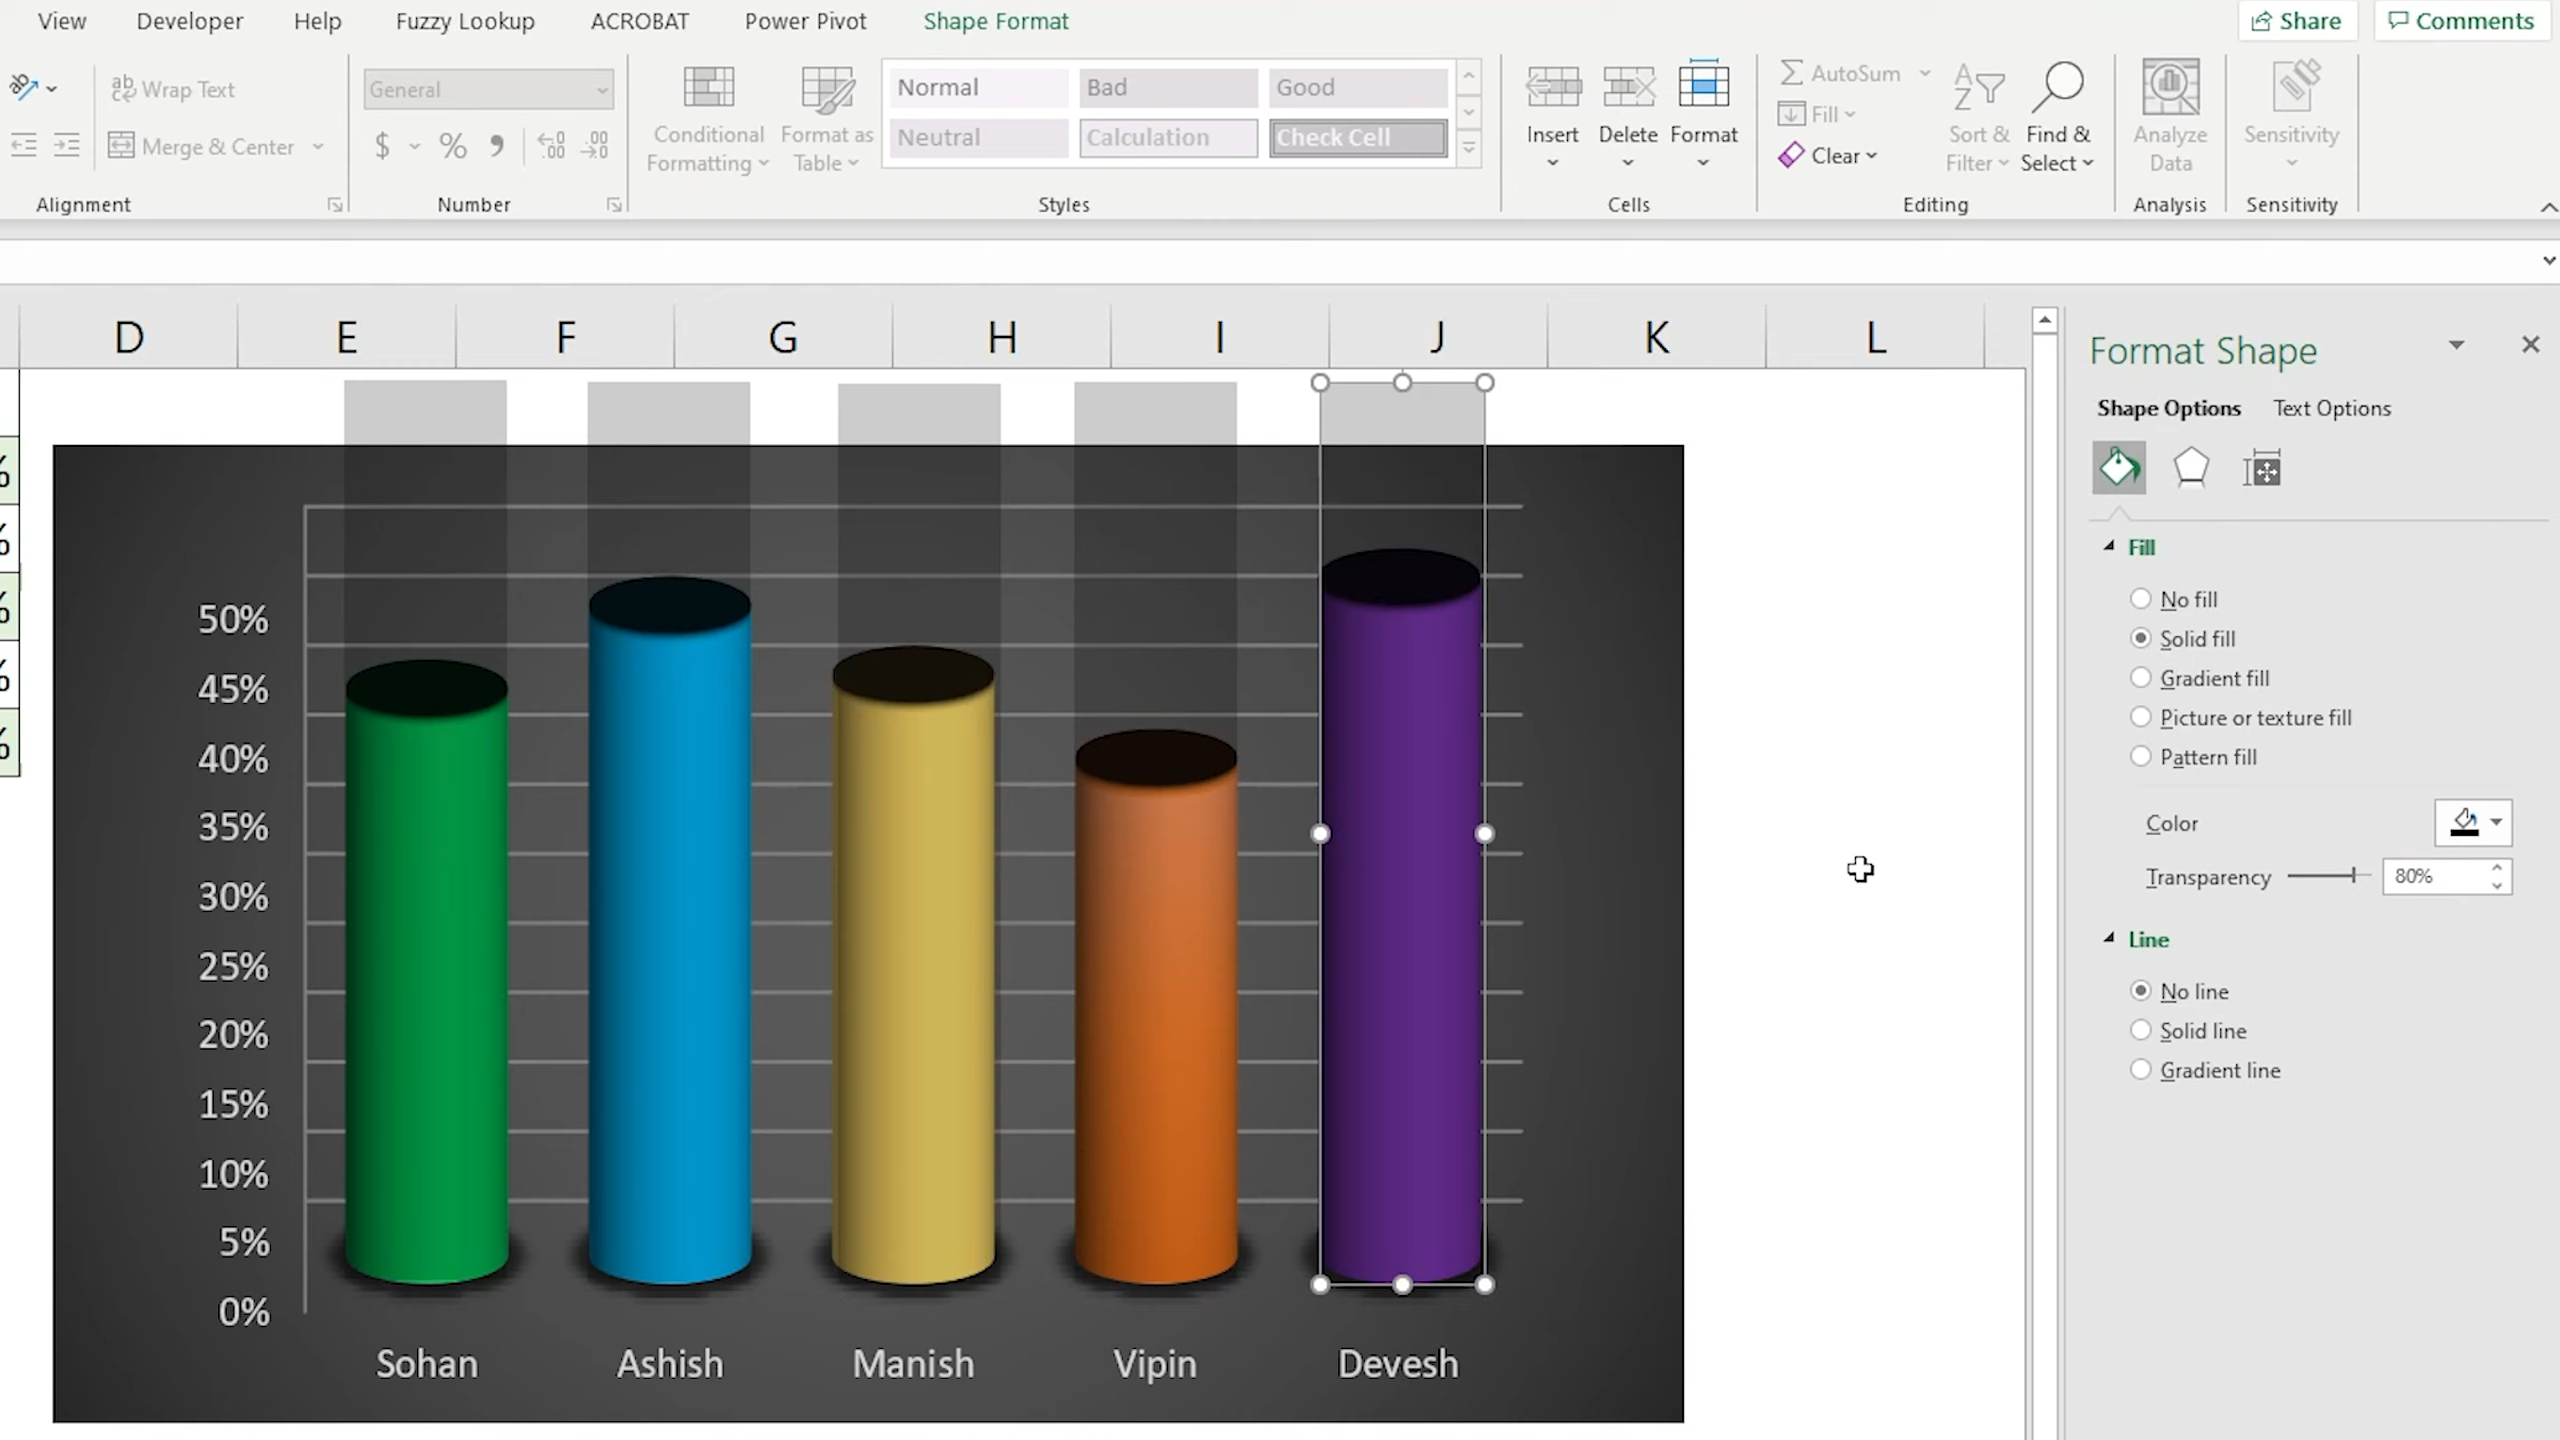 View Developer Help Fuzzy Lookup ACROBAT Power Pivot Shape Format Share Comments
ab Wrap Text General Normal Bad Good AutoSum
Conditional Formatting Format as Table Insert Delete Format Fill Sort & Filter Find & Select Analyze Data Sensitivity
Merge & Center $ % , .00 .00 Neutral Calculation Check Cell Clear
Alignment Number Styles Cells Editing Analysis Sensitivity
D E F G H I J K L
%
%
%
%
%
50%
45%
40%
35%
30%
25%
20%
15%
10%
5%
0%
Sohan Ashish Manish Vipin Devesh
Format Shape
Shape Options Text Options
Fill
No fill
Solid fill
Gradient fill
Picture or texture fill
Pattern fill
Color
Transparency 80%
Line
No line
Solid line
Gradient line